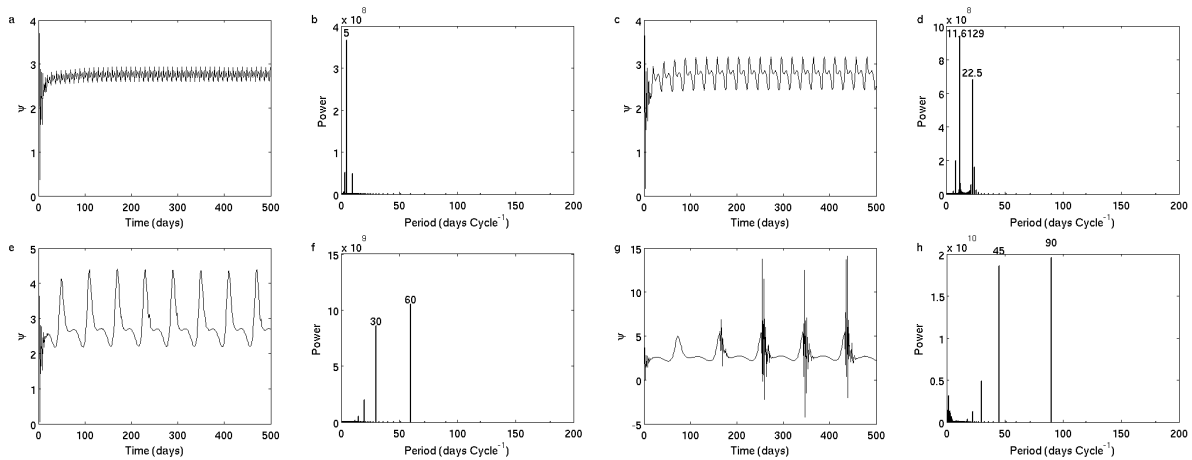 a
ψ
4
3
2
1
0
0 100 200 300 400 500
Time (days)
b
x 10^8
Power
4
3
2
1
0
5
0 50 100 150 200
Period (days Cycle^-1)
c
ψ
4
3
2
1
0
0 100 200 300 400 500
Time (days)
d
x 10^8
Power
10
8
6
4
2
0
11.6129
22.5
0 50 100 150 200
Period (days Cycle^-1)
e
ψ
5
4
3
2
1
0
0 100 200 300 400 500
Time (days)
f
x 10^9
Power
15
10
5
0
30
60
0 50 100 150 200
Period (days Cycle^-1)
g
ψ
15
10
5
0
-5
0 100 200 300 400 500
Time (days)
h
x 10^10
Power
2
1.5
1
0.5
0
45
90
0 50 100 150 200
Period (days Cycle^-1)